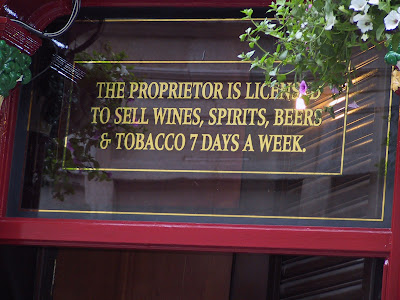 THE PROPRIETOR IS LICENSED
TO SELL WINES, SPIRITS, BEERS
& TOBACCO 7 DAYS A WEEK.